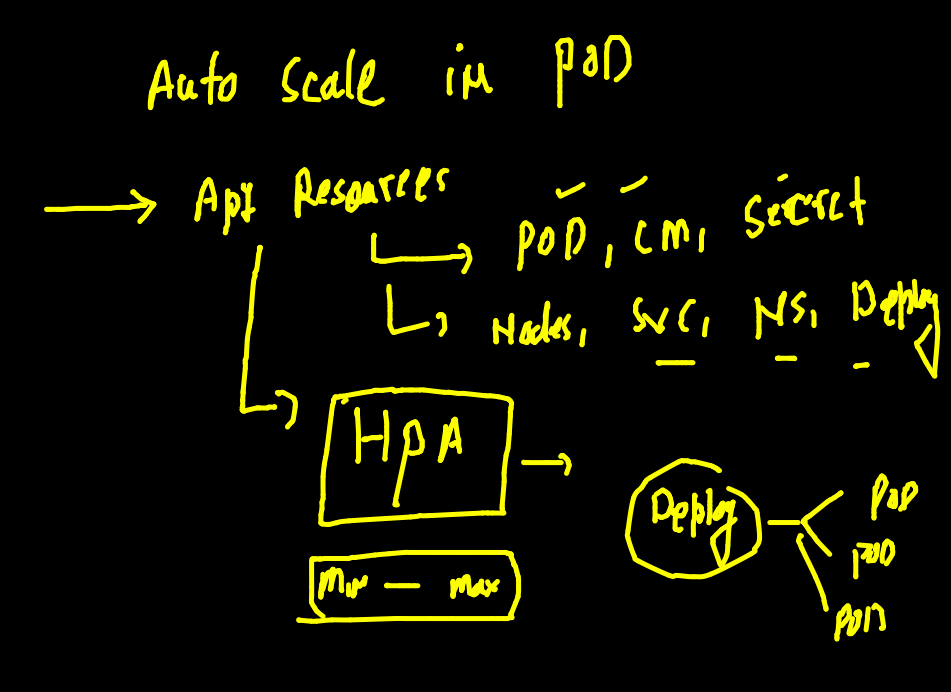 Auto Scale in POD
Api Resources
POD, CM, Secret
Nodes, SVC, NS, Deploy
HPA
Deploy
POD
POD
POD
Min — Max